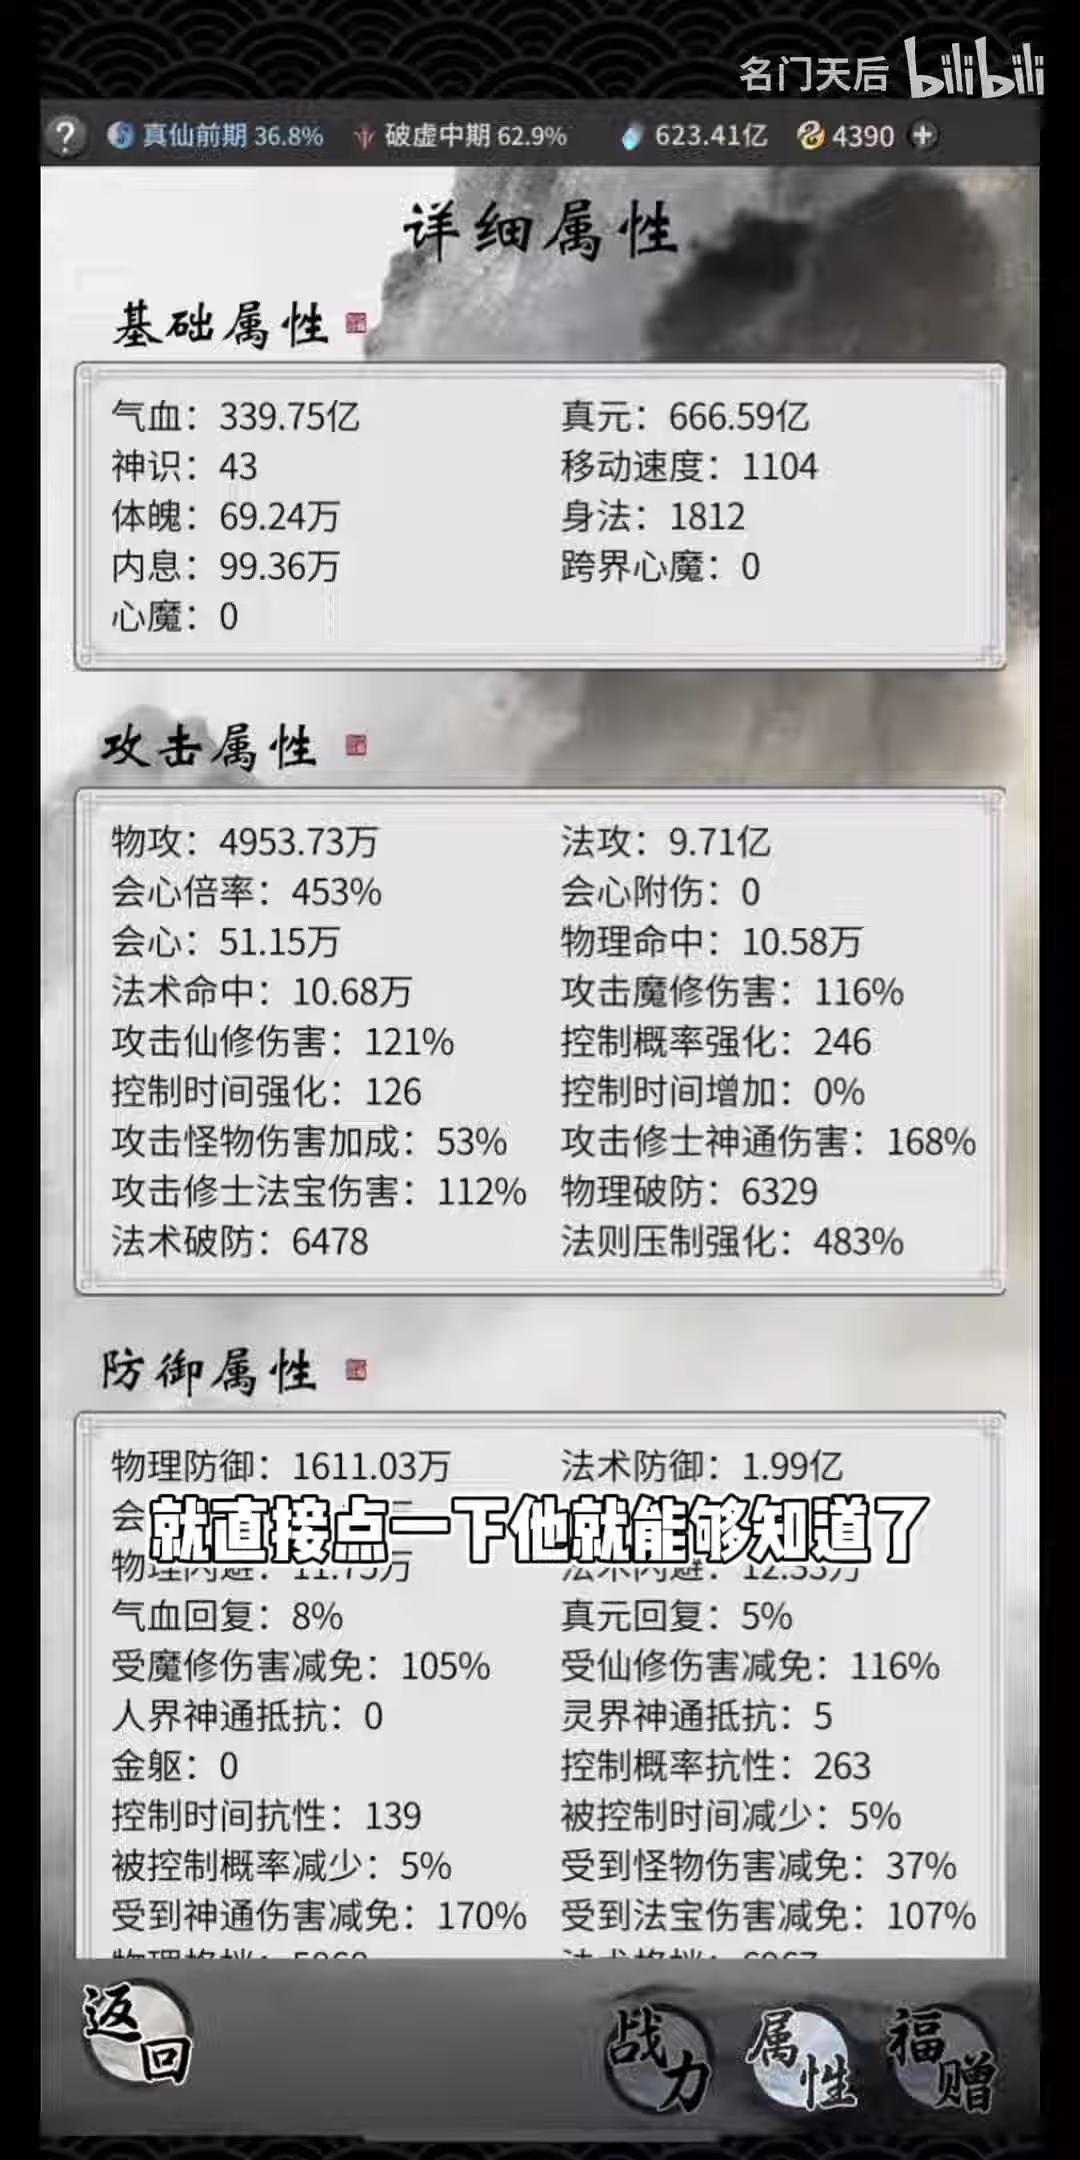 名门天后 bilibili
? 真仙前期 36.8% 破虚中期 62.9% 623.41亿 4390 +
详细属性
基础属性
气血：339.75亿 真元：666.59亿
神识：43 移动速度：1104
体魄：69.24万 身法：1812
内息：99.36万 跨界心魔：0
心魔：0
攻击属性
物攻：4953.73万 法攻：9.71亿
会心倍率：453% 会心附伤：0
会心：51.15万 物理命中：10.58万
法术命中：10.68万 攻击魔修伤害：116%
攻击仙修伤害：121% 控制概率强化：246
控制时间强化：126 控制时间增加：0%
攻击怪物伤害加成：53% 攻击修士神通伤害：168%
攻击修士法宝伤害：112% 物理破防：6329
法术破防：6478 法则压制强化：483%
防御属性
物理防御：1611.03万 法术防御：1.99亿
会
就直接点一下他就能够知道了
物理闪避：11.75万 法术闪避：12.33万
气血回复：8% 真元回复：5%
受魔修伤害减免：105% 受仙修伤害减免：116%
人界神通抵抗：0 灵界神通抵抗：5
金躯：0 控制概率抗性：263
控制时间抗性：139 被控制时间减少：5%
被控制概率减少：5% 受到怪物伤害减免：37%
受到神通伤害减免：170% 受到法宝伤害减免：107%
返回 战力 属性 福赠